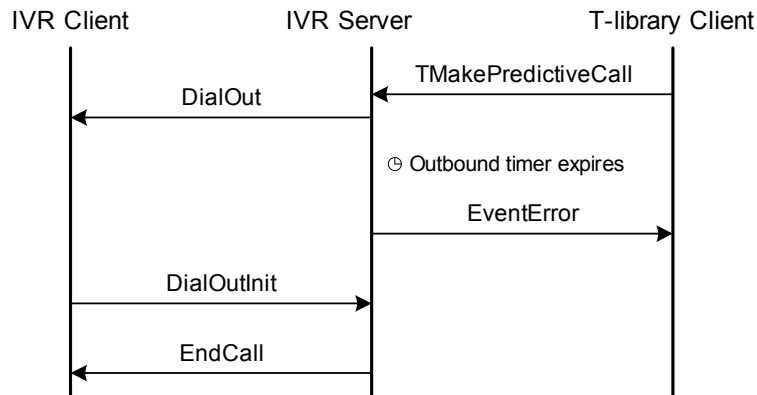 IVR Client IVR Server T-library Client
TMakePredictiveCall
DialOut
Outbound timer expires
EventError
DialOutInit
EndCall